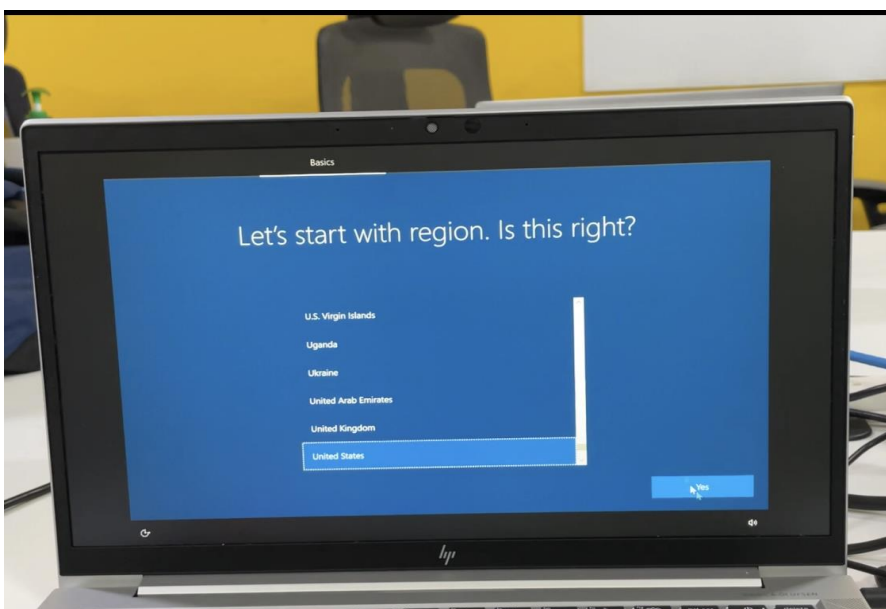 Basics
Let's start with region. Is this right?
U.S. Virgin Islands
Uganda
Ukraine
United Arab Emirates
United Kingdom
United States
Yes
hp